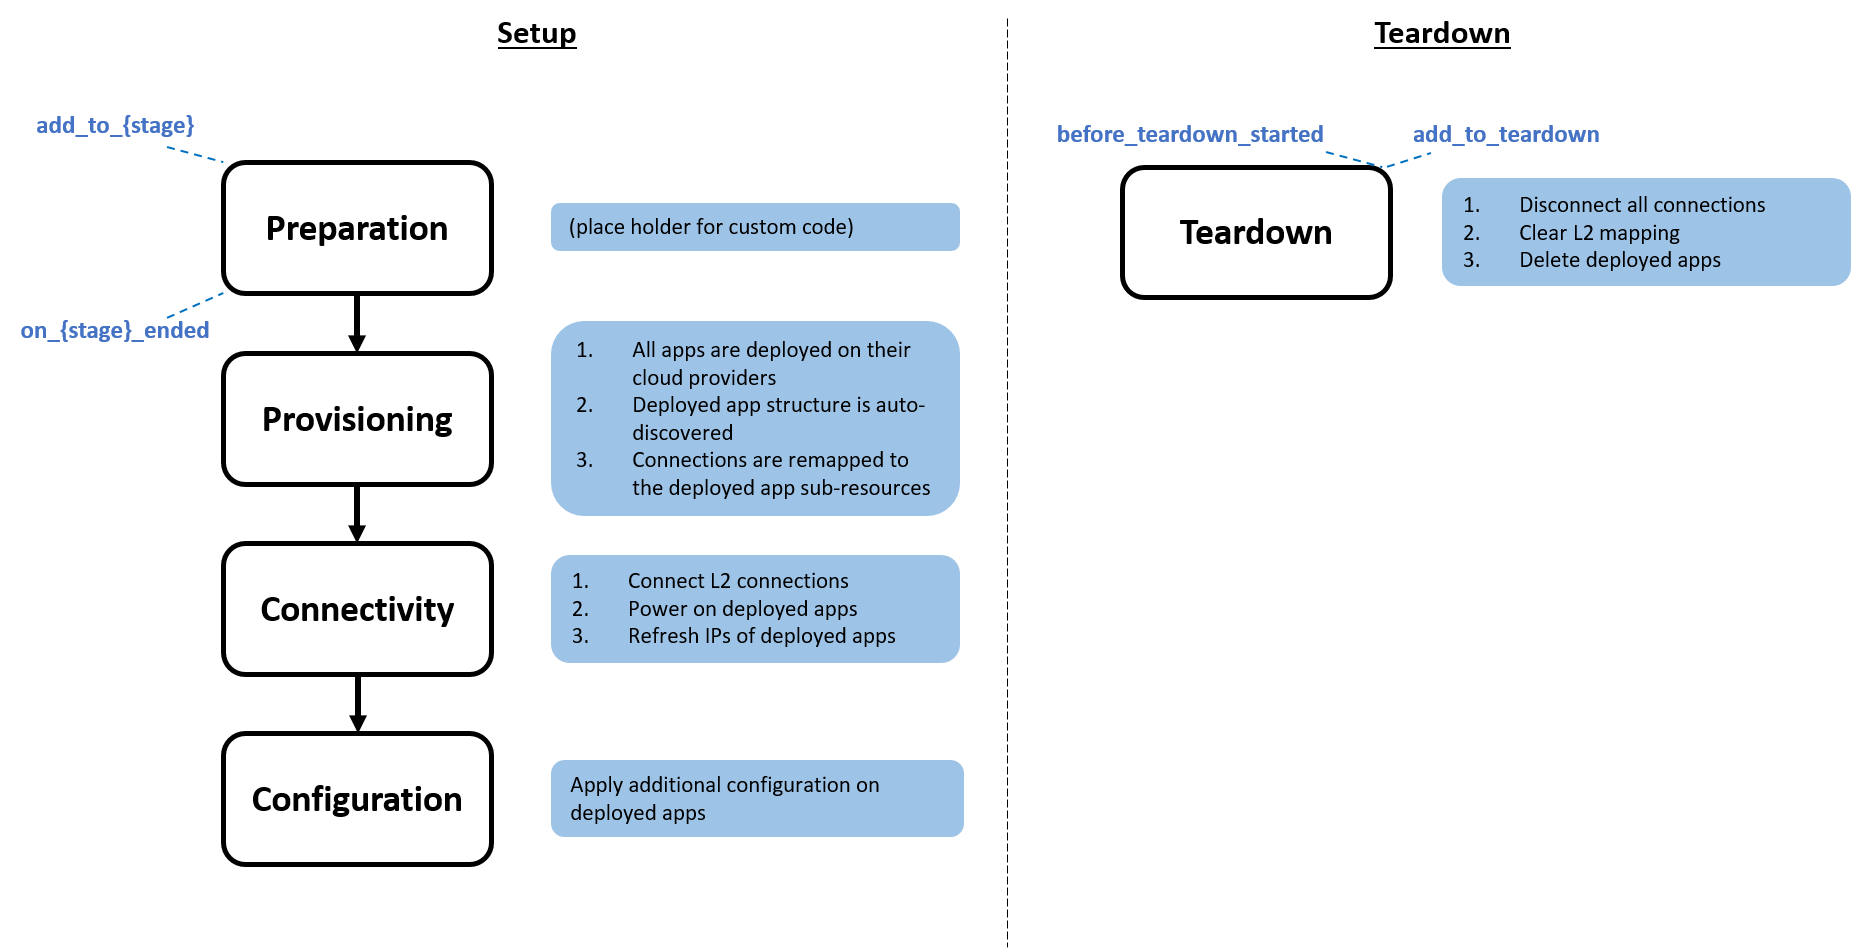 Setup
add_to_{stage}
Preparation
(place holder for custom code)
on_{stage}_ended
Provisioning
1. All apps are deployed on their
cloud providers
2. Deployed app structure is auto-
discovered
3. Connections are remapped to
the deployed app sub-resources
Connectivity
1. Connect L2 connections
2. Power on deployed apps
3. Refresh IPs of deployed apps
Configuration
Apply additional configuration on
deployed apps
Teardown
before_teardown_started
add_to_teardown
Teardown
1. Disconnect all connections
2. Clear L2 mapping
3. Delete deployed apps